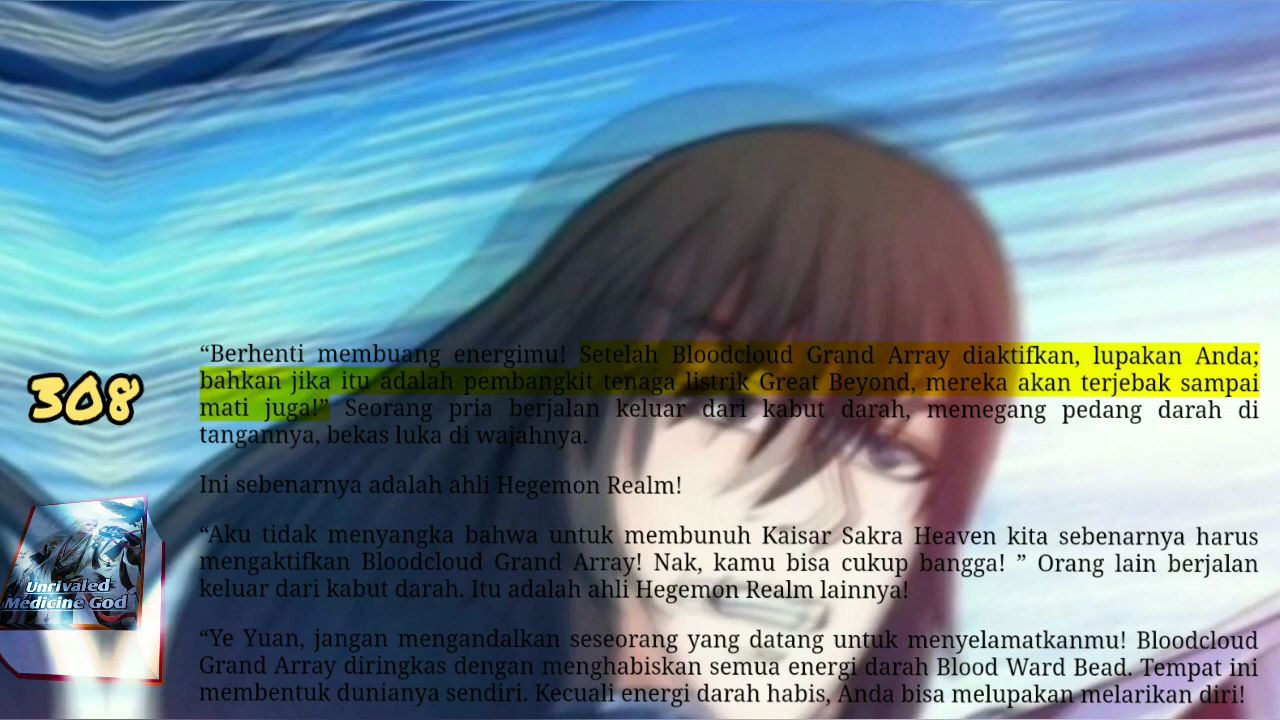 “Berhenti membuang energimu! Setelah Bloodcloud Grand Array diaktifkan, lupakan Anda;
bahkan jika itu adalah pembangkit tenaga listrik Great Beyond, mereka akan terjebak sampai
mati juga!” Seorang pria berjalan keluar dari kabut darah, memegang pedang darah di
tangannya, bekas luka di wajahnya.
308
Ini sebenarnya adalah ahli Hegemon Realm!
“Aku tidak menyangka bahwa untuk membunuh Kaisar Sakra Heaven kita sebenarnya harus
mengaktifkan Bloodcloud Grand Array! Nak, kamu bisa cukup bangga! ” Orang lain berjalan
keluar dari kabut darah. Itu adalah ahli Hegemon Realm lainnya!
Unrivaled
Medicine God
“Ye Yuan, jangan mengandalkan seseorang yang datang untuk menyelamatkanmu! Bloodcloud
Grand Array diringkas dengan menghabiskan semua energi darah Blood Ward Bead. Tempat ini
membentuk dunianya sendiri. Kecuali energi darah habis, Anda bisa melupakan melarikan diri!